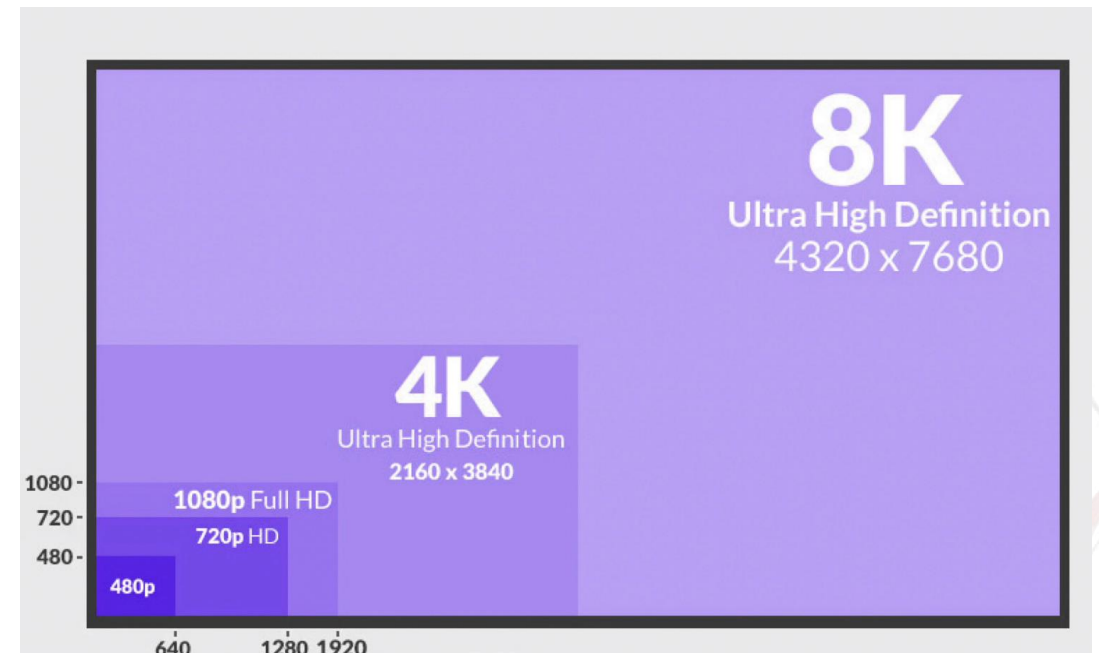 8K
Ultra High Definition
4320 x 7680
4K
Ultra High Definition
2160 x 3840
1080 -
1080p Full HD
720 -
720p HD
480 -
480p
640
1280 1920